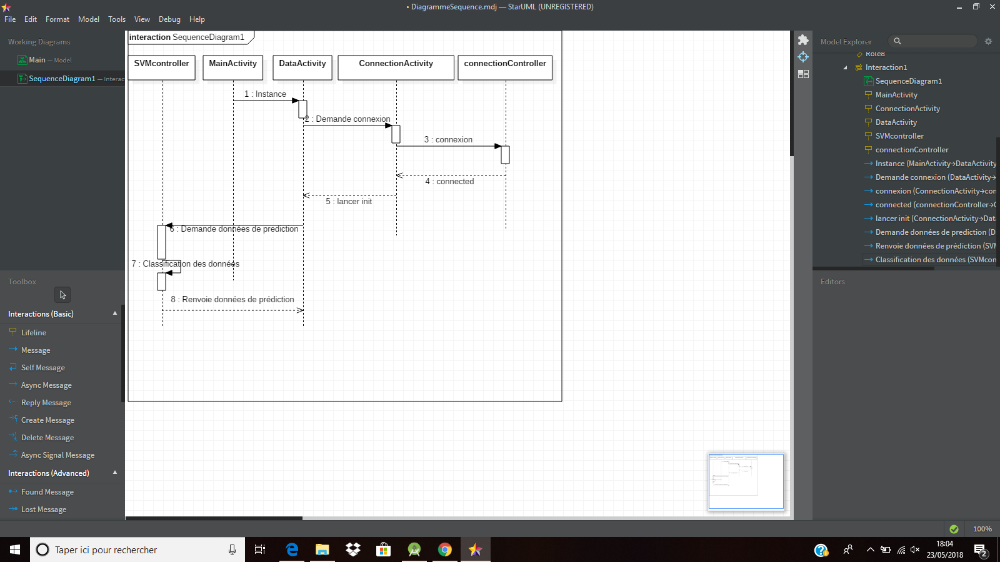 • DiagrammeSequence.mdj — StarUML (UNREGISTERED)
File Edit Format Model Tools View Debug Help
Working Diagrams
Main — Model
SequenceDiagram1 — Interac
Toolbox
Interactions (Basic)
Lifeline
Message
Self Message
Async Message
Reply Message
Create Message
Delete Message
Async Signal Message
Interactions (Advanced)
Found Message
Lost Message
interaction SequenceDiagram1
SVMcontroller MainActivity DataActivity ConnectionActivity connectionController
1 : Instance
2 : Demande connexion
3 : connexion
4 : connected
5 : lancer init
6 : Demande données de prediction
7 : Classification des données
8 : Renvoie données de prédiction
Model Explorer
Role8
Interaction1
SequenceDiagram1
MainActivity
ConnectionActivity
DataActivity
SVMcontroller
connectionController
Instance (MainActivity→DataActivity
Demande connexion (DataActivity→
connexion (ConnectionActivity→con
connected (connectionController→C
lancer init (ConnectionActivity→Data
Demande données de prediction (Da
Renvoie données de prédiction (SVM
Classification des données (SVMcon
Editors
100%
Taper ici pour rechercher
18:04
23/05/2018
2